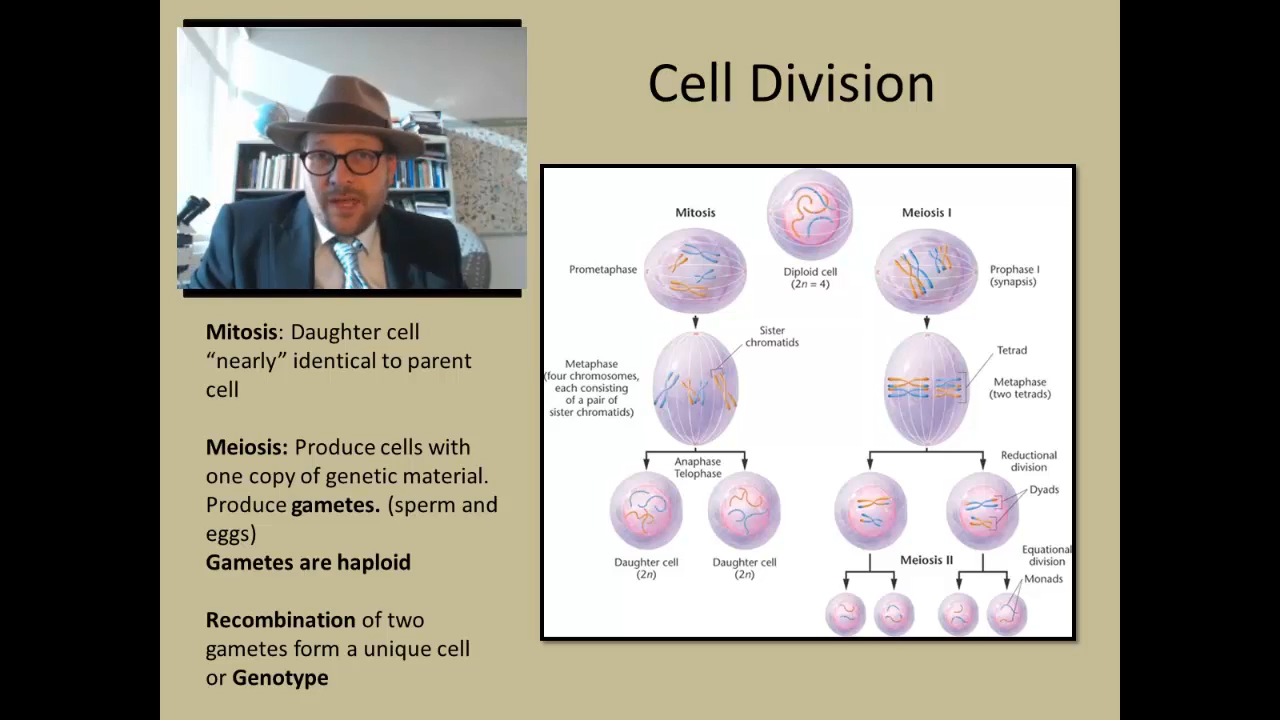 Cell Division
Mitosis: Daughter cell
“nearly” identical to parent
cell
Meiosis: Produce cells with
one copy of genetic material.
Produce gametes. (sperm and
eggs)
Gametes are haploid
Recombination of two
gametes form a unique cell
or Genotype
Mitosis
Meiosis I
Diploid cell
(2n = 4)
Prometaphase
Prophase I
(synapsis)
Sister
chromatids
Metaphase
(four chromosomes,
each consisting
of a pair of
sister chromatids)
Tetrad
Metaphase
(two tetrads)
Anaphase
Telophase
Reductional
division
Dyads
Daughter cell
(2n)
Daughter cell
(2n)
Meiosis II
Equational
division
Monads